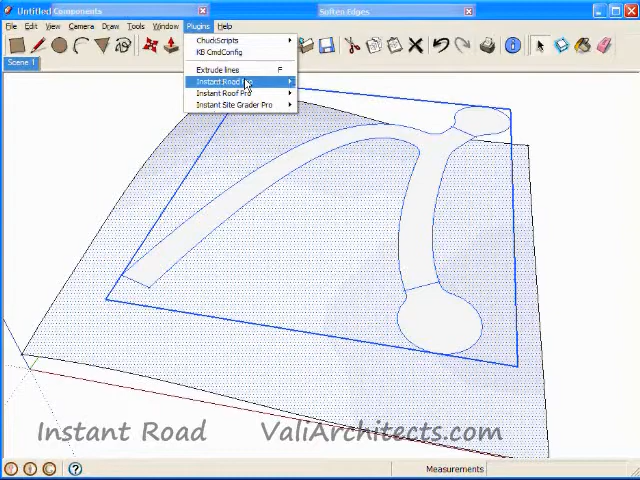 Untitled Components
Soften Edges
File Edit View Camera Draw Tools Window Plugins Help
Scene 1
ChuckScripts
KB CmdConfig
Extrude lines F
Instant Road Pro
Instant Roof Pro
Instant Site Grader Pro
Instant Road ValiArchitects.com
Measurements